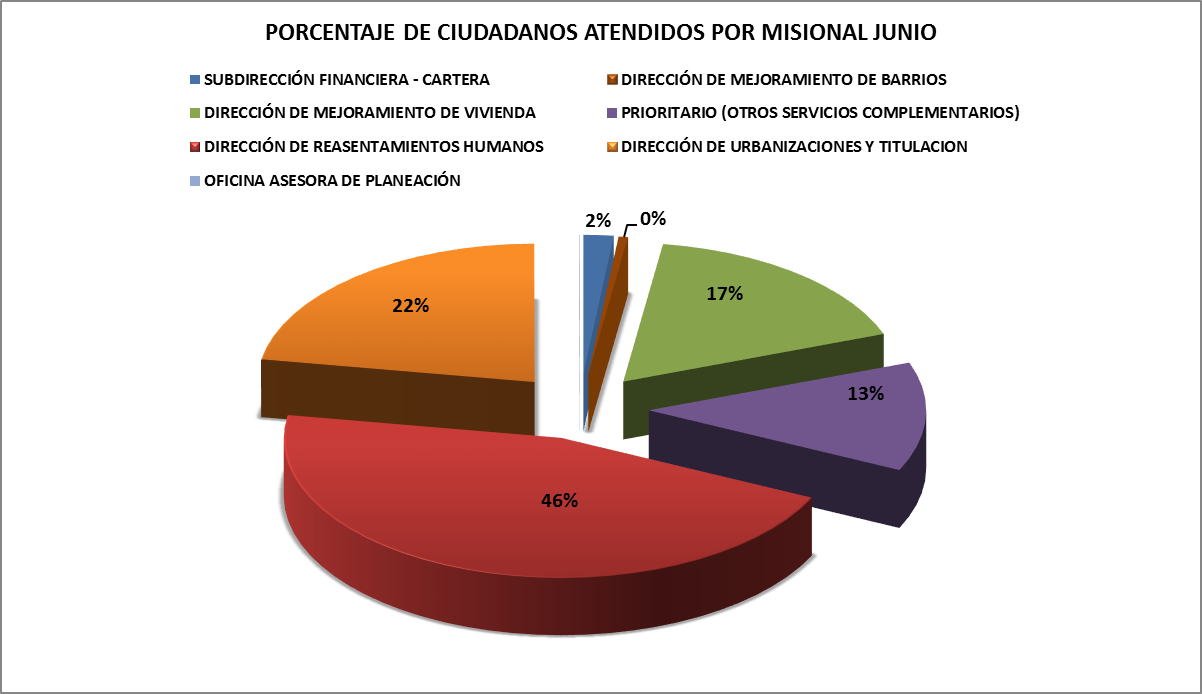 PORCENTAJE DE CIUDADANOS ATENDIDOS POR MISIONAL JUNIO
SUBDIRECCIÓN FINANCIERA - CARTERA
DIRECCIÓN DE MEJORAMIENTO DE BARRIOS
DIRECCIÓN DE MEJORAMIENTO DE VIVIENDA
PRIORITARIO (OTROS SERVICIOS COMPLEMENTARIOS)
DIRECCIÓN DE REASENTAMIENTOS HUMANOS
DIRECCIÓN DE URBANIZACIONES Y TITULACION
OFICINA ASESORA DE PLANEACIÓN
2%
0%
17%
22%
13%
46%